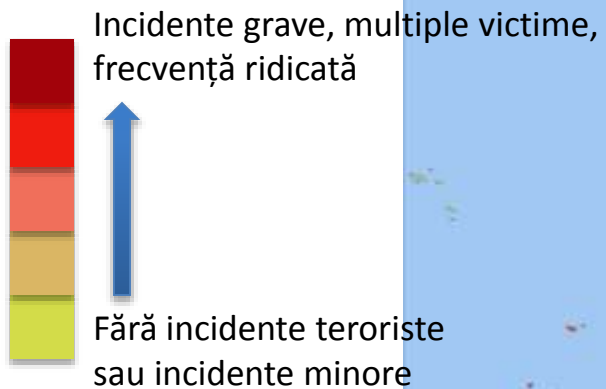 Incidente grave, multiple victime,
frecvență ridicată
Fără incidente teroriste
sau incidente minore